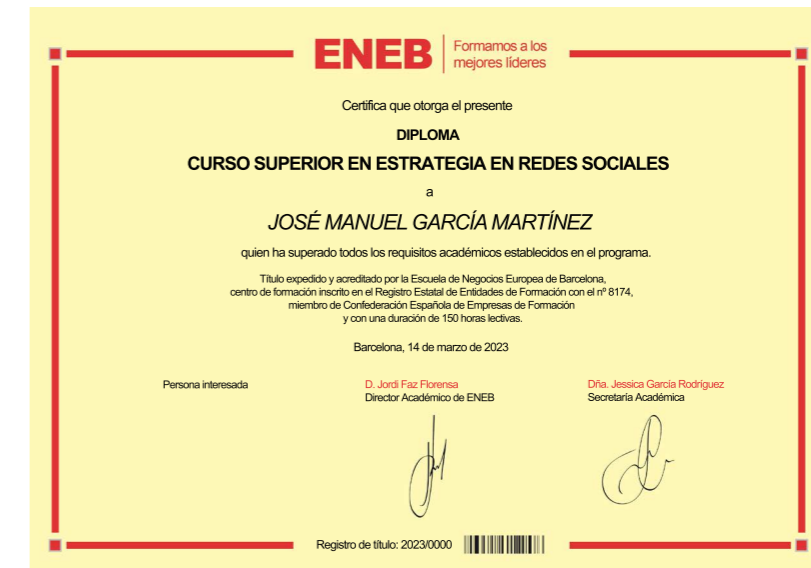 ENEB
Formamos a los
mejores líderes
Certifica que otorga el presente
DIPLOMA
CURSO SUPERIOR EN ESTRATEGIA EN REDES SOCIALES
a
JOSÉ MANUEL GARCÍA MARTÍNEZ
quien ha superado todos los requisitos académicos establecidos en el programa.
Título expedido y acreditado por la Escuela de Negocios Europea de Barcelona,
centro de formación inscrito en el Registro Estatal de Entidades de Formación con el nº 8174,
miembro de Confederación Española de Empresas de Formación
y con una duración de 150 horas lectivas.
Barcelona, 14 de marzo de 2023
Persona interesada
D. Jordi Faz Florensa
Director Académico de ENEB
Dña. Jessica García Rodríguez
Secretaría Académica
Registro de título: 2023/0000